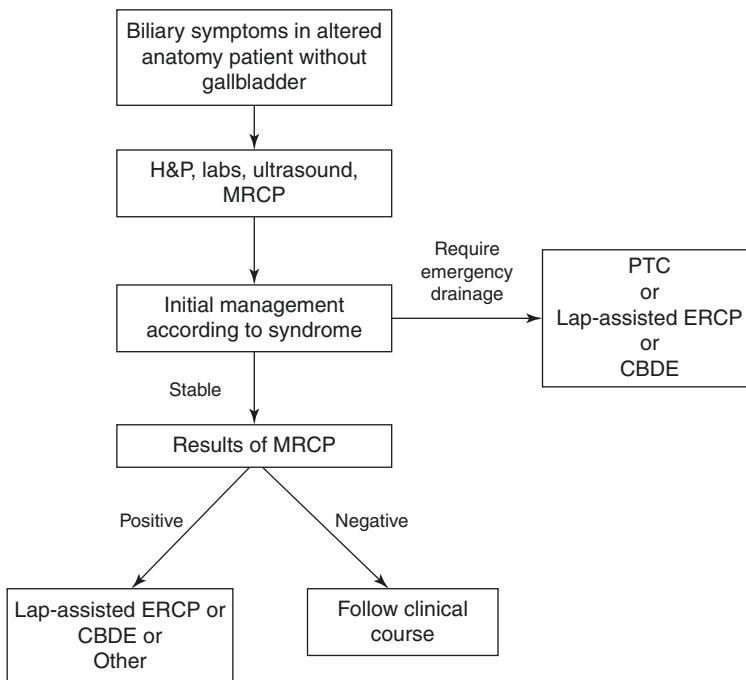 Biliary symptoms in altered
anatomy patient without
gallbladder
H&P, labs, ultrasound,
MRCP
Initial management
according to syndrome
Require
emergency
drainage
PTC
or
Lap-assisted ERCP
or
CBDE
Stable
Results of MRCP
Positive
Negative
Lap-assisted ERCP or
CBDE or
Other
Follow clinical
course